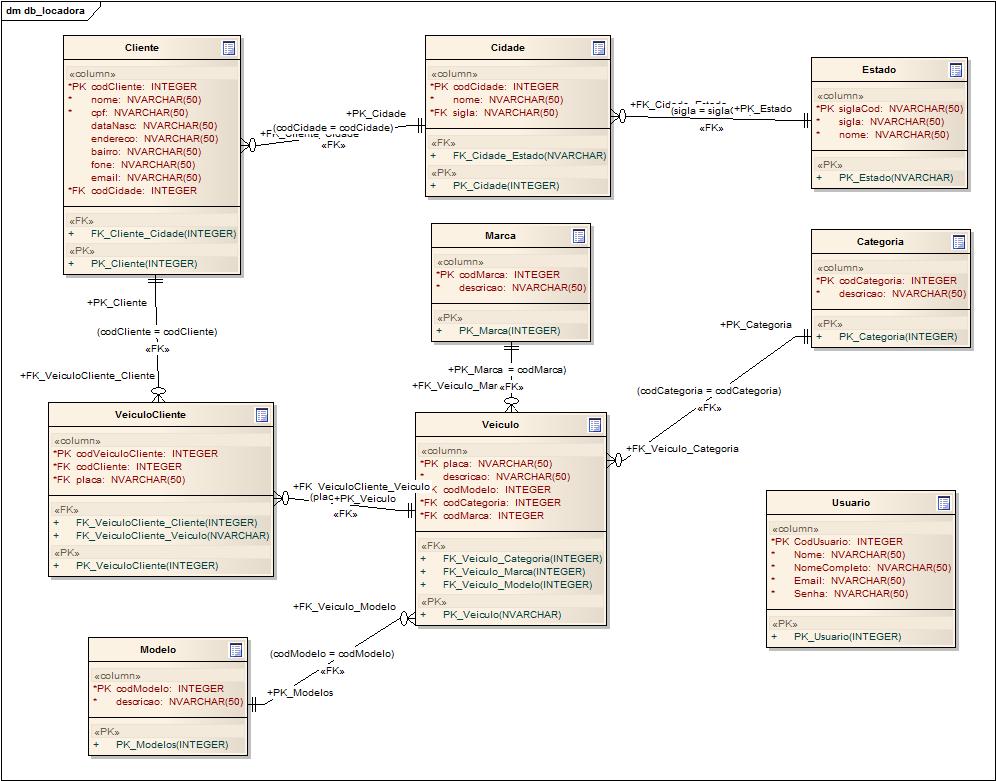 dm db_locadora
Cliente
«column»
*PK codCliente: INTEGER
* nome: NVARCHAR(50)
* cpf: NVARCHAR(50)
dataNasc: NVARCHAR(50)
endereco: NVARCHAR(50)
bairro: NVARCHAR(50)
fone: NVARCHAR(50)
email: NVARCHAR(50)
*FK codCidade: INTEGER
«FK»
+ FK_Cliente_Cidade(INTEGER)
«PK»
+ PK_Cliente(INTEGER)
+PK_Cidade
(codCidade = codCidade)
+FK_Cliente_Cidade
«FK»
Cidade
«column»
*PK codCidade: INTEGER
* nome: NVARCHAR(50)
*FK sigla: NVARCHAR(50)
«FK»
+ FK_Cidade_Estado(NVARCHAR)
«PK»
+ PK_Cidade(INTEGER)
+FK_Cidade_Estado
(sigla = sigla
+PK_Estado
«FK»
Estado
«column»
*PK siglaCod: NVARCHAR(50)
* sigla: NVARCHAR(50)
* nome: NVARCHAR(50)
«PK»
+ PK_Estado(NVARCHAR)
Marca
«column»
*PK codMarca: INTEGER
* descricao: NVARCHAR(50)
«PK»
+ PK_Marca(INTEGER)
Categoria
«column»
*PK codCategoria: INTEGER
* descricao: NVARCHAR(50)
«PK»
+ PK_Categoria(INTEGER)
+PK_Cliente
(codCliente = codCliente)
«FK»
+FK_VeiculoCliente_Cliente
+PK_Marca = codMarca)
+FK_Veiculo_Mar «FK»
+PK_Categoria
(codCategoria = codCategoria)
«FK»
+FK_Veiculo_Categoria
VeiculoCliente
«column»
*PK codVeiculoCliente: INTEGER
*FK codCliente: INTEGER
*FK placa: NVARCHAR(50)
«FK»
+ FK_VeiculoCliente_Cliente(INTEGER)
+ FK_VeiculoCliente_Veiculo(NVARCHAR)
«PK»
+ PK_VeiculoCliente(INTEGER)
+FK_VeiculoCliente_Veiculo
(plac +PK_Veiculo
«FK»
Veiculo
«column»
*PK placa: NVARCHAR(50)
* descricao: NVARCHAR(50)
*FK codModelo: INTEGER
*FK codCategoria: INTEGER
*FK codMarca: INTEGER
«FK»
+ FK_Veiculo_Categoria(INTEGER)
+ FK_Veiculo_Marca(INTEGER)
+ FK_Veiculo_Modelo(INTEGER)
«PK»
+ PK_Veiculo(NVARCHAR)
Usuario
«column»
*PK CodUsuario: INTEGER
* Nome: NVARCHAR(50)
* NomeCompleto: NVARCHAR(50)
* Email: NVARCHAR(50)
* Senha: NVARCHAR(50)
«PK»
+ PK_Usuario(INTEGER)
+FK_Veiculo_Modelo
(codModelo = codModelo)
«FK»
+PK_Modelos
Modelo
«column»
*PK codModelo: INTEGER
* descricao: NVARCHAR(50)
«PK»
+ PK_Modelos(INTEGER)